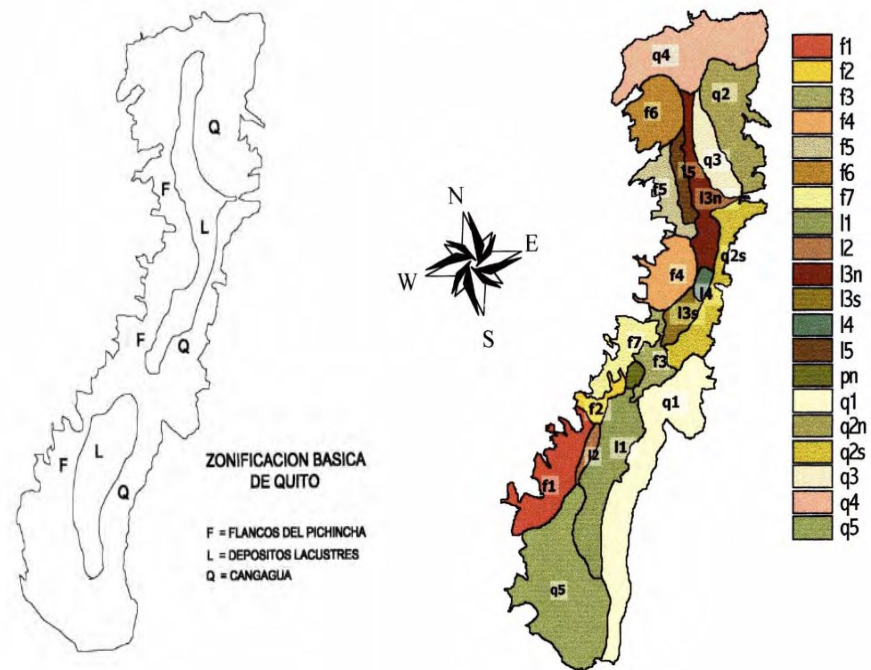 Q
F
L
F
Q
F
L
Q
ZONIFICACION BASICA
DE QUITO
F = FLANCOS DEL PICHINCHA
L = DEPOSITOS LACUSTRES
Q = CANGAGUA
N
E
W
S
q4
q2
f6
q3
l5
f5
l3n
q2s
f4
l4
l3s
f7
f3
q1
f2
l1
l2
f1
q5
f1
f2
f3
f4
f5
f6
f7
l1
l2
l3n
l3s
l4
l5
pn
q1
q2n
q2s
q3
q4
q5